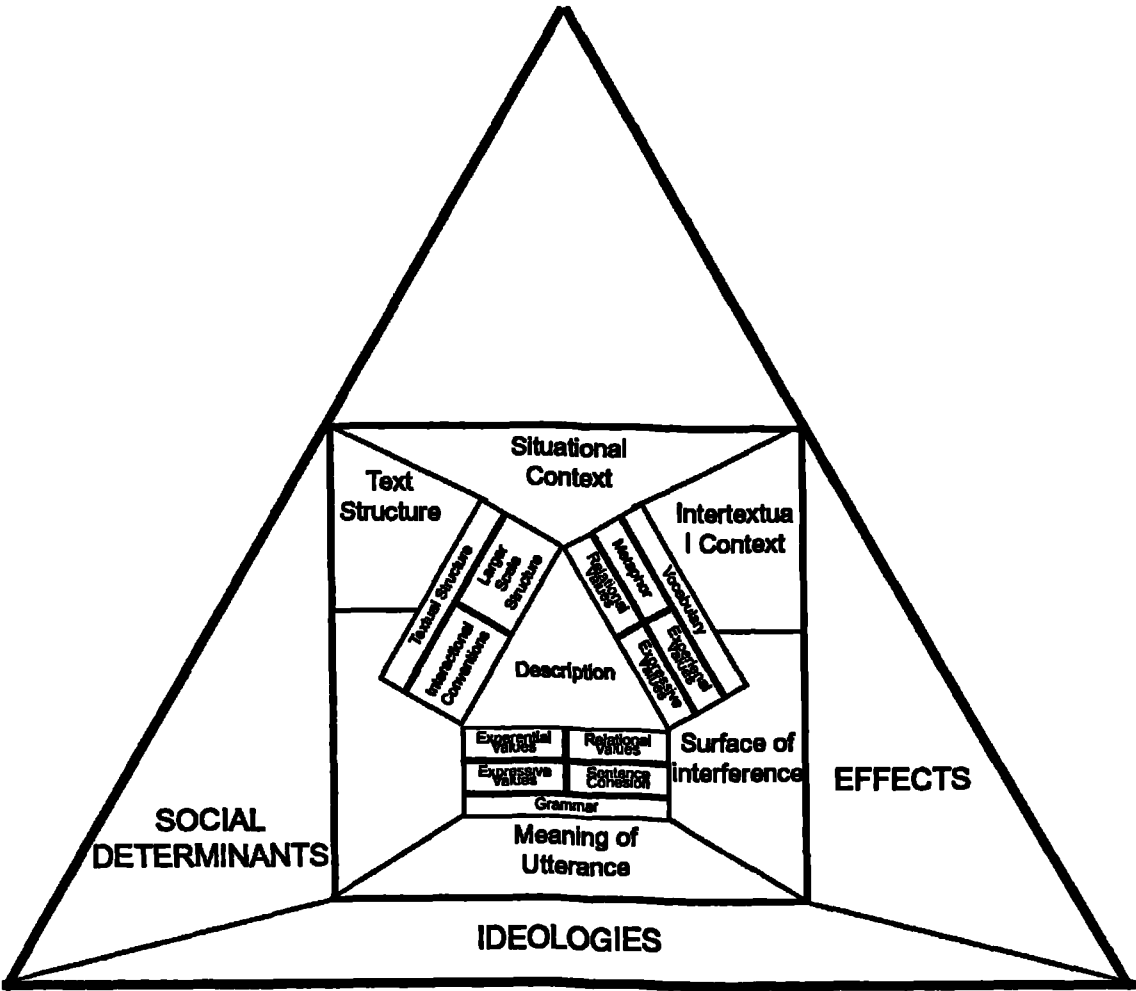 Situational
Context
Text
Structure
Intertextua
l Context
Textual Structure
Larger
Scale
Structure
Interactional
Conventions
Relational
Values
Metaphor
Vocabulary
Expressive
Values
Experienal
Values
Description
Experential
Values
Relational
Values
Expressive
Values
Sentence
Cohesion
Grammar
Surface of
interference
Meaning of
Utterance
SOCIAL
DETERMINANTS
EFFECTS
IDEOLOGIES